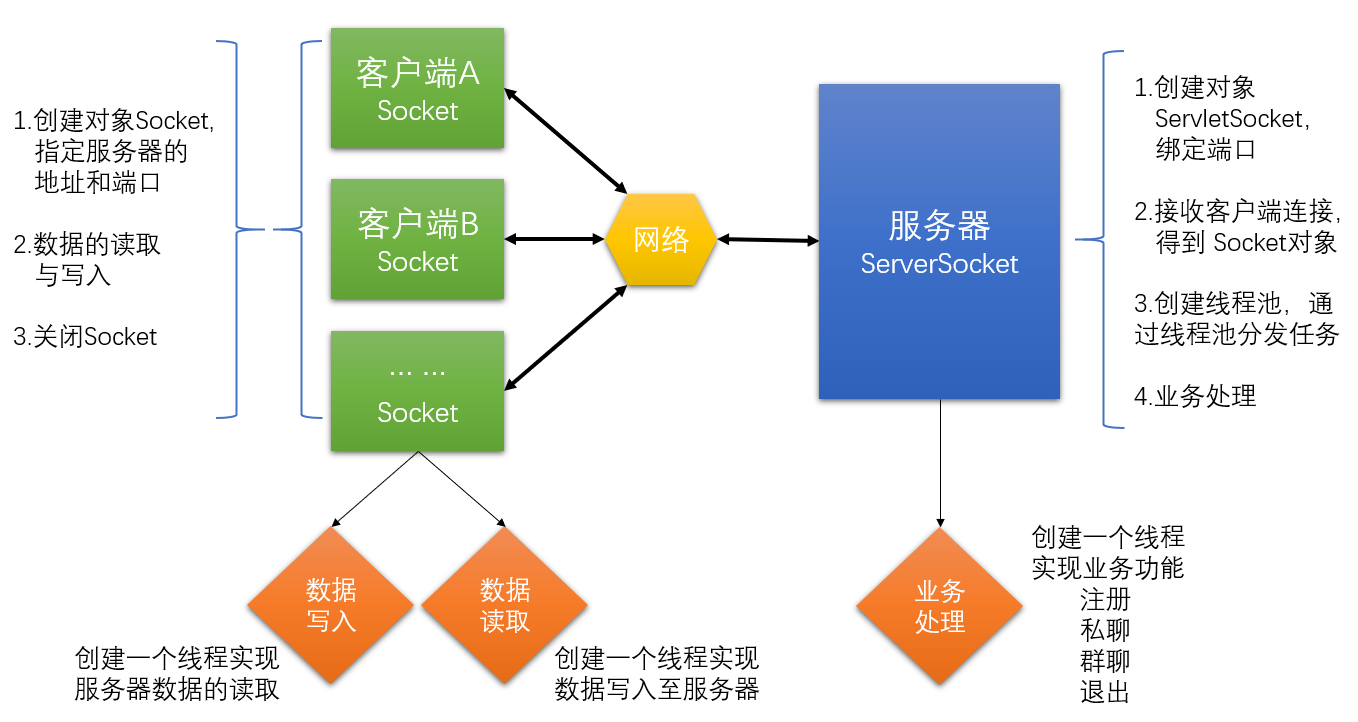 1.创建对象Socket,
指定服务器的
地址和端口
2.数据的读取
与写入
3.关闭Socket
客户端A
Socket
客户端B
Socket
... ...
Socket
网络
服务器
ServerSocket
1.创建对象
ServletSocket,
绑定端口
2.接收客户端连接,
得到 Socket对象
3.创建线程池，通
过线程池分发任务
4.业务处理
数据
写入
创建一个线程实现
服务器数据的读取
数据
读取
创建一个线程实现
数据写入至服务器
业务
处理
创建一个线程
实现业务功能
注册
私聊
群聊
退出